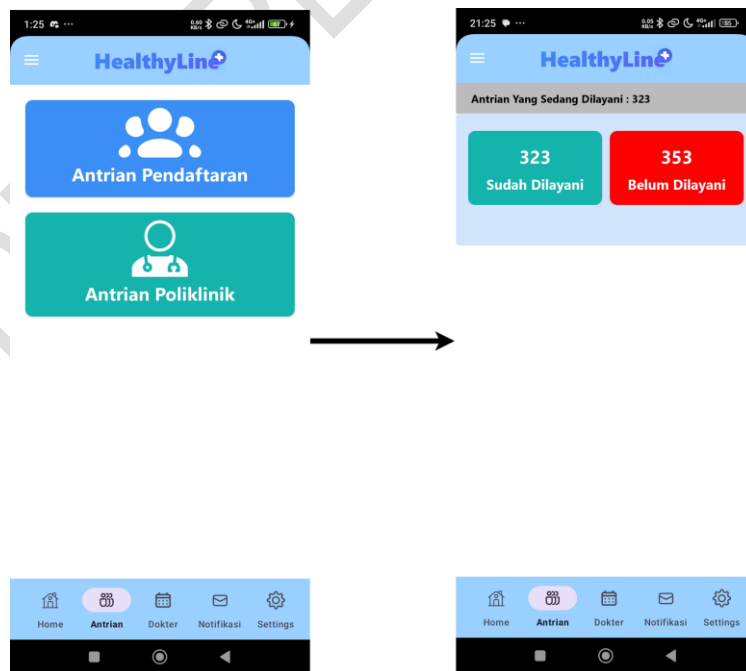 1:25
HealthyLine
Antrian Pendaftaran
Antrian Poliklinik
Home Antrian Dokter Notifikasi Settings
21:25
HealthyLine
Antrian Yang Sedang Dilayani : 323
323
Sudah Dilayani
353
Belum Dilayani
Home Antrian Dokter Notifikasi Settings